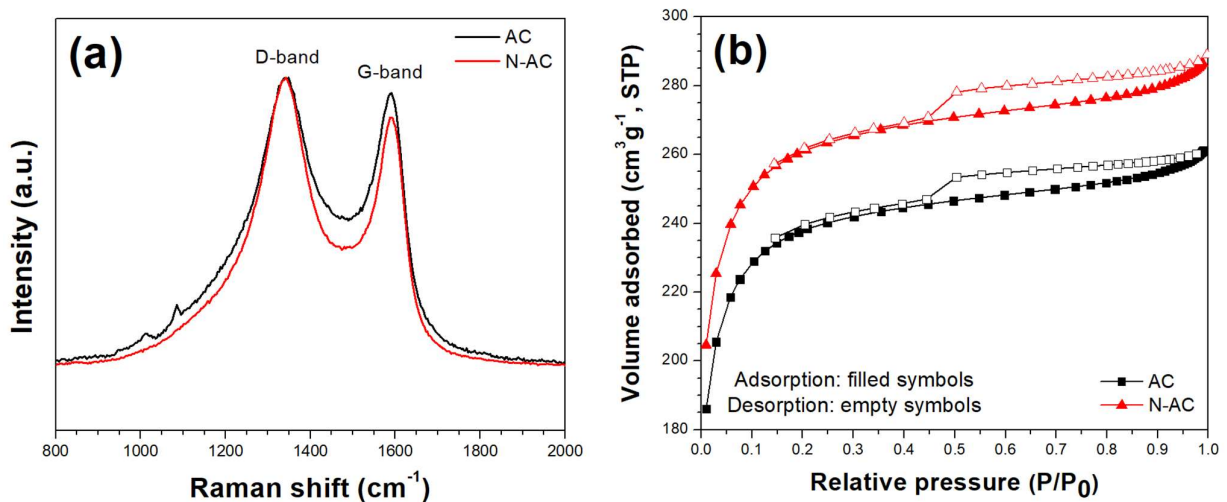 (a)
AC
N-AC
D-band
G-band
Intensity (a.u.)
800 1000 1200 1400 1600 1800 2000
Raman shift (cm⁻¹)
(b)
300
280
260
240
220
200
180
Volume adsorbed (cm³g⁻¹, STP)
Adsorption: filled symbols
Desorption: empty symbols
AC
N-AC
0.0 0.1 0.2 0.3 0.4 0.5 0.6 0.7 0.8 0.9 1.0
Relative pressure (P/P₀)